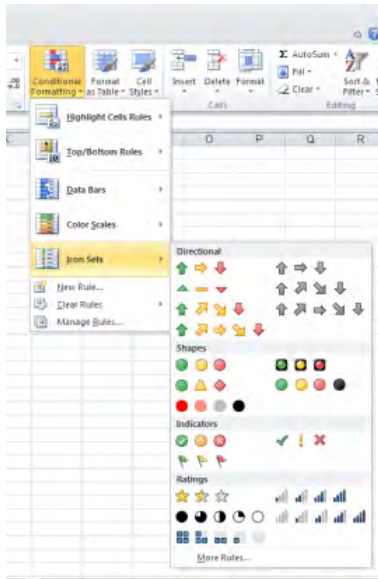 Σ AutoSum
Conditional Formatting
Format as Table
Cell Styles
Insert Delete Format
Fill
Clear
Sort &
Filter
Cells
Editing
Highlight Cells Rules
Top/Bottom Rules
Data Bars
Color Scales
Icon Sets
New Rule...
Clear Rules
Manage Rules...
O P Q R
Directional
Shapes
Indicators
Ratings
More Rules...